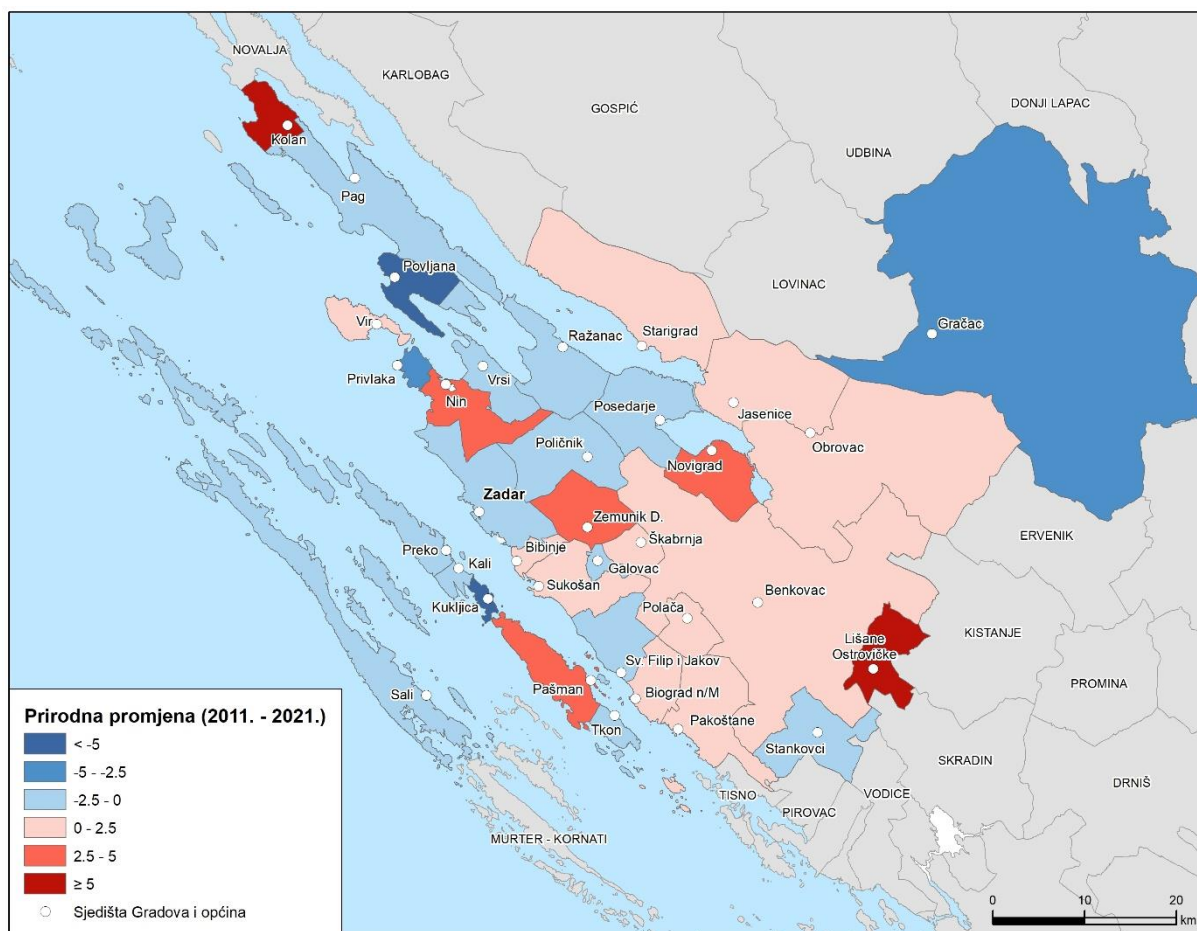 NOVALJA
KARLOBAG
GOSPIĆ
DONJI LAPAC
UDBINA
Kolan
Pag
LOVINAC
Povljana
Vir
Ražanac
Starigrad
Gračac
Privlaka
Vrsi
Nin
Posedarje
Jasenice
Obrovac
Poličnik
Novigrad
Zadar
Zemunik D.
Škabrnja
ERVENIK
Preko
Bibinje
Kali
Galovac
Sukošan
Kukljica
Polača
Benkovac
KISTANJE
Lišane
Ostrovičke
Sv. Filip i Jakov
PROMINA
Sali
Pašman
Biograd n/M
Pakoštane
Tkon
Stankovci
SKRADIN
DRNIŠ
TISNO
VODICE
PIROVAC
MURTER - KORNATI
Prirodna promjena (2011. - 2021.)
< -5
-5 - -2.5
-2.5 - 0
0 - 2.5
2.5 - 5
≥ 5
Sjedišta Gradova i općina
0 10 20
km